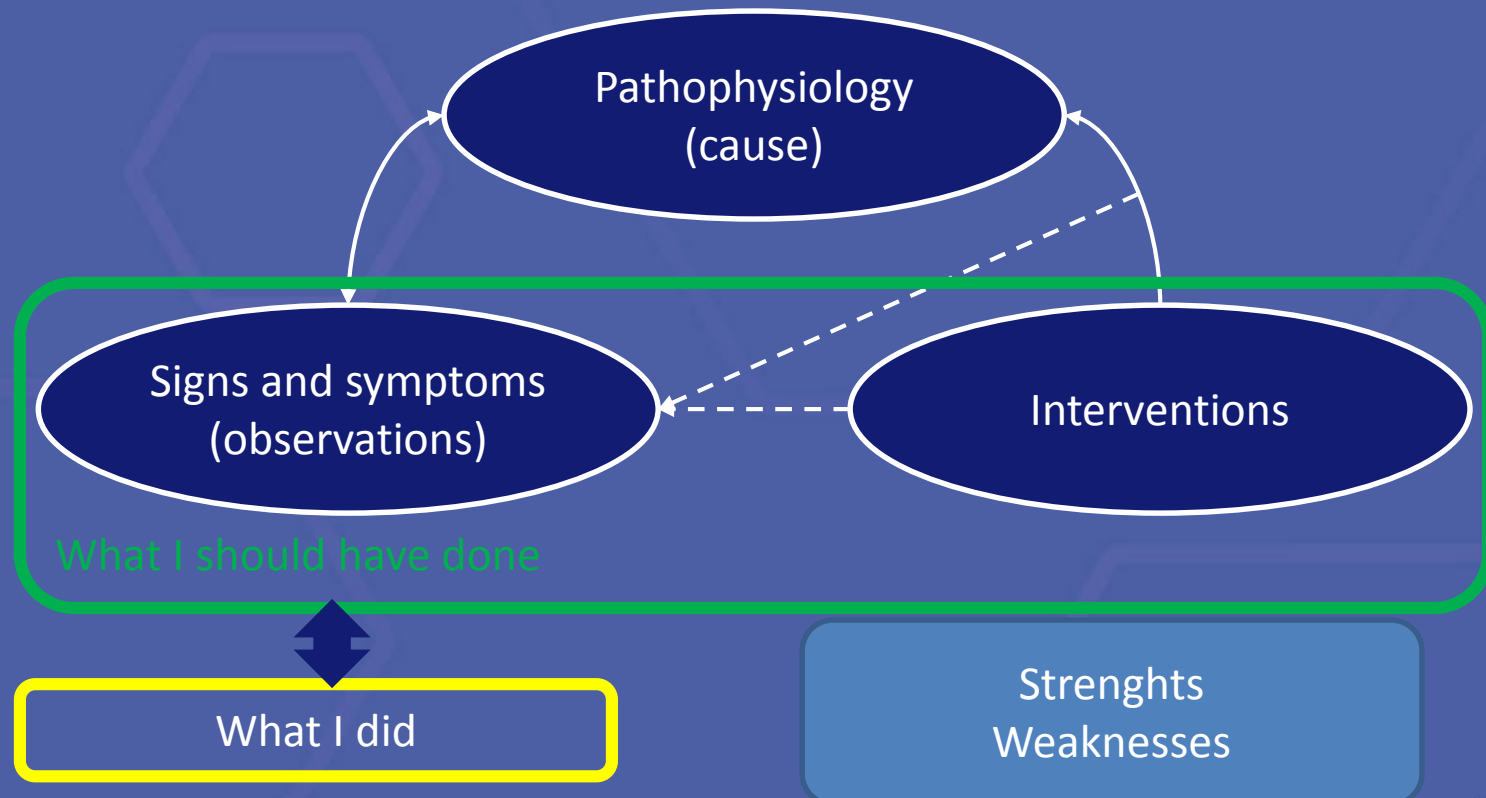 Pathophysiology
(cause)
Signs and symptoms
(observations)
Interventions
What I should have done
What I did
Strenghts
Weaknesses